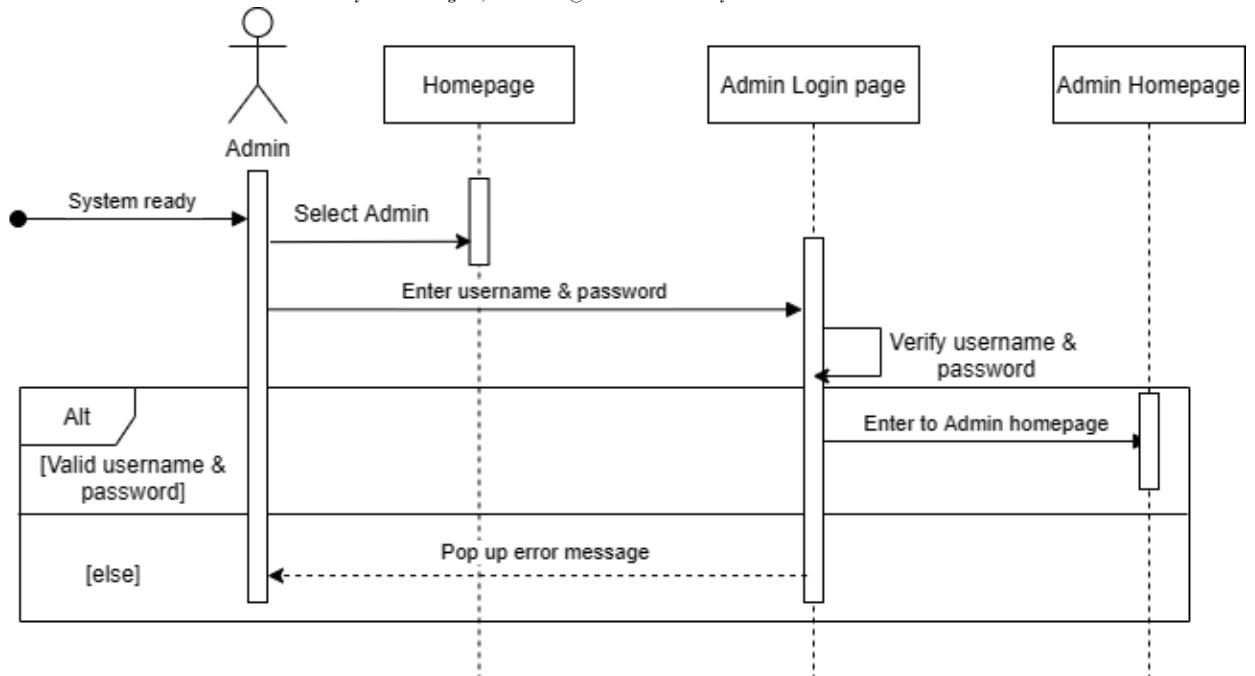 Admin
Homepage
Admin Login page
Admin Homepage
System ready
Select Admin
Enter username & password
Verify username &
password
Alt
[Valid username &
password]
Enter to Admin homepage
Pop up error message
[else]